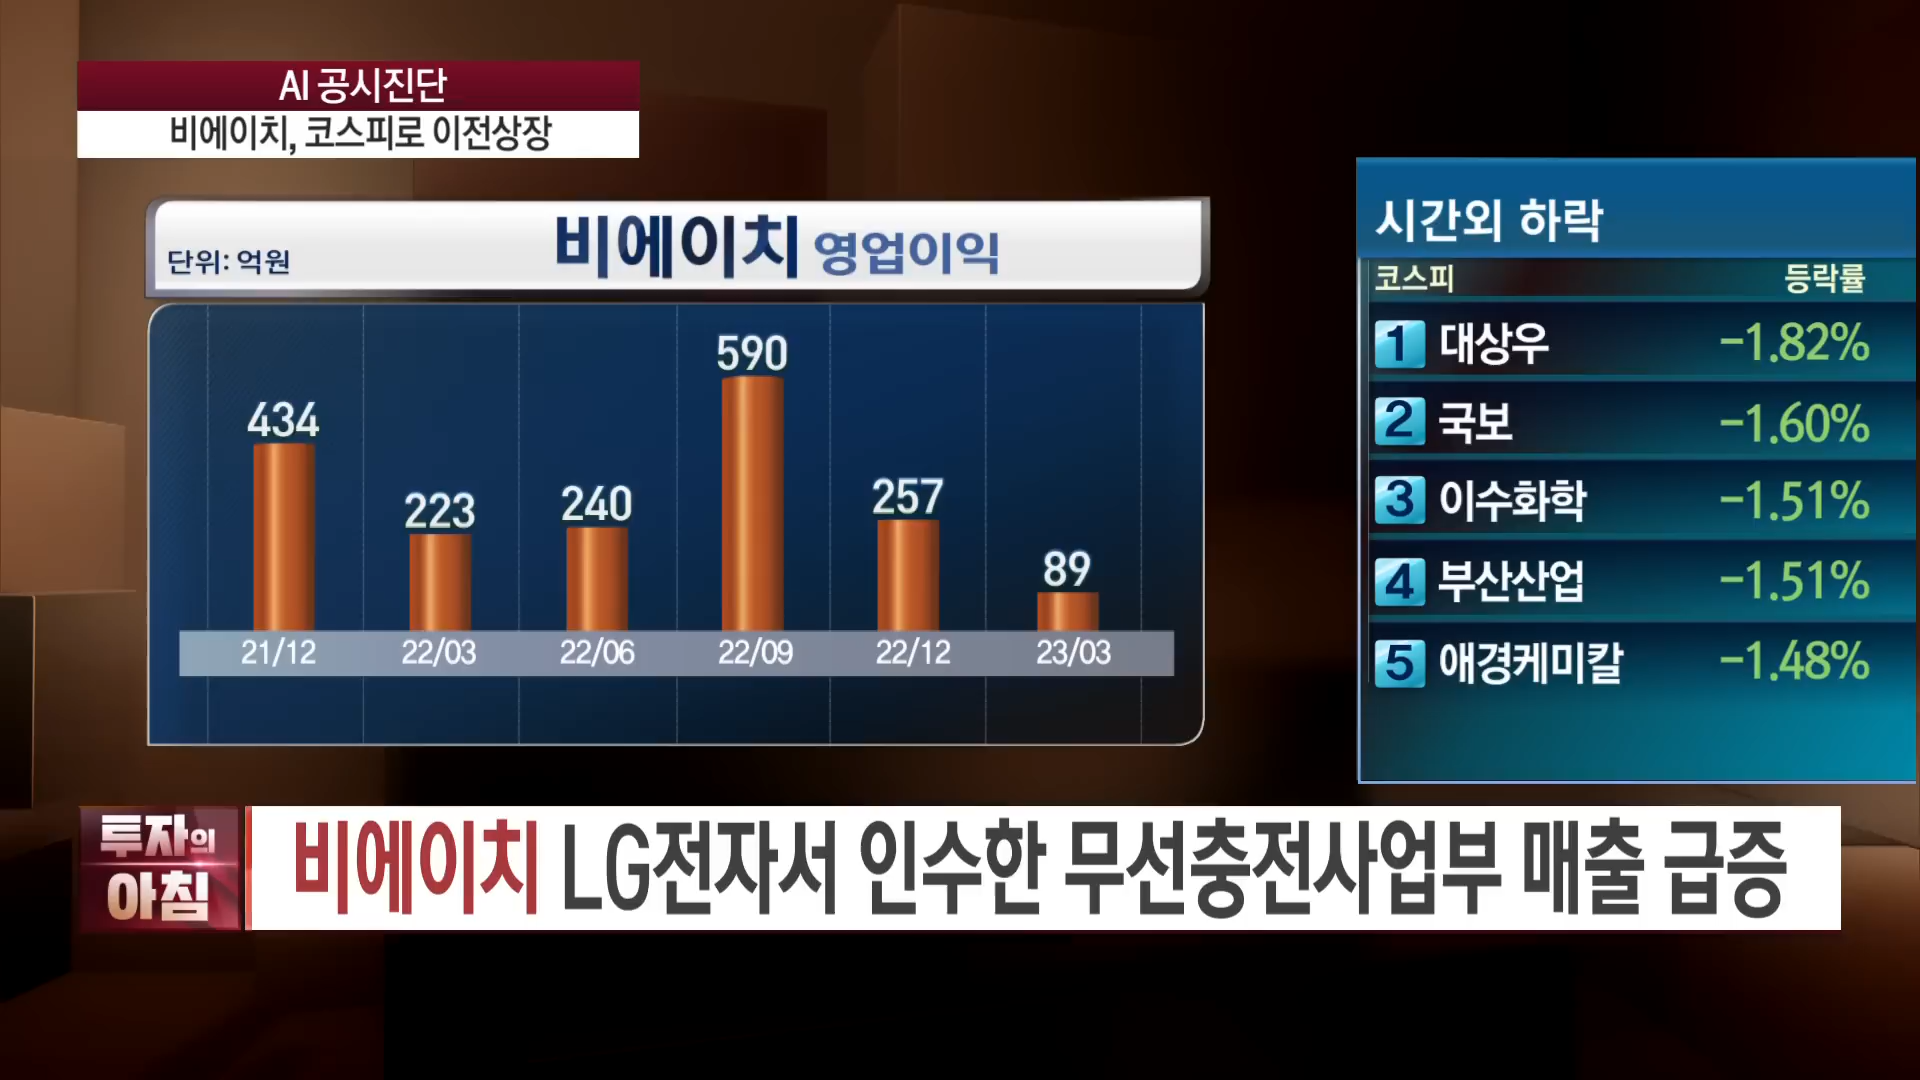 AI 공시진단
비에이치, 코스피로 이전상장
단위: 억원
비에이치 영업이익
434
223
240
590
257
89
21/12
22/03
22/06
22/09
22/12
23/03
시간외 하락
코스피 등락률
1 대상우 -1.82%
2 국보 -1.60%
3 이수화학 -1.51%
4 부산산업 -1.51%
5 애경케미칼 -1.48%
투자의
아침
비에이치 LG전자서 인수한 무선충전사업부 매출 급증